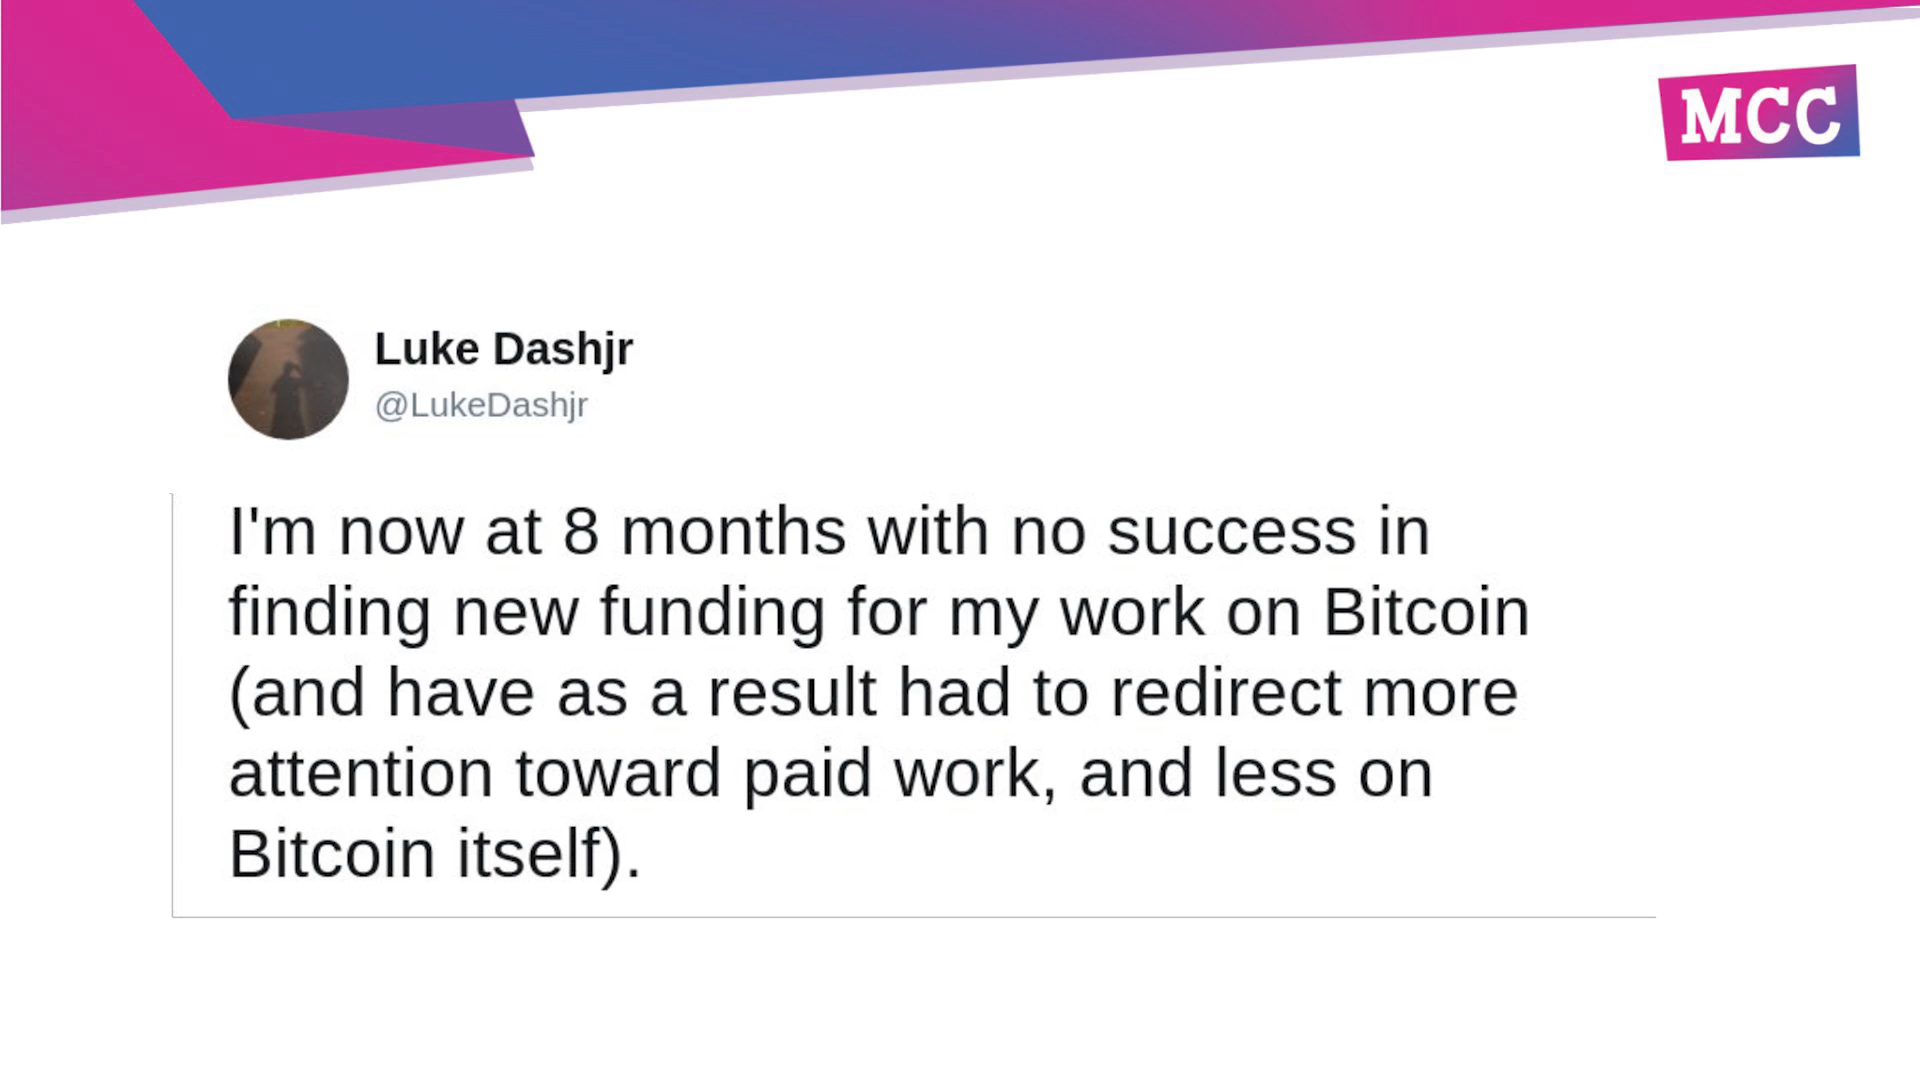 MCC
Luke Dashjr
@LukeDashjr
I'm now at 8 months with no success in
finding new funding for my work on Bitcoin
(and have as a result had to redirect more
attention toward paid work, and less on
Bitcoin itself).